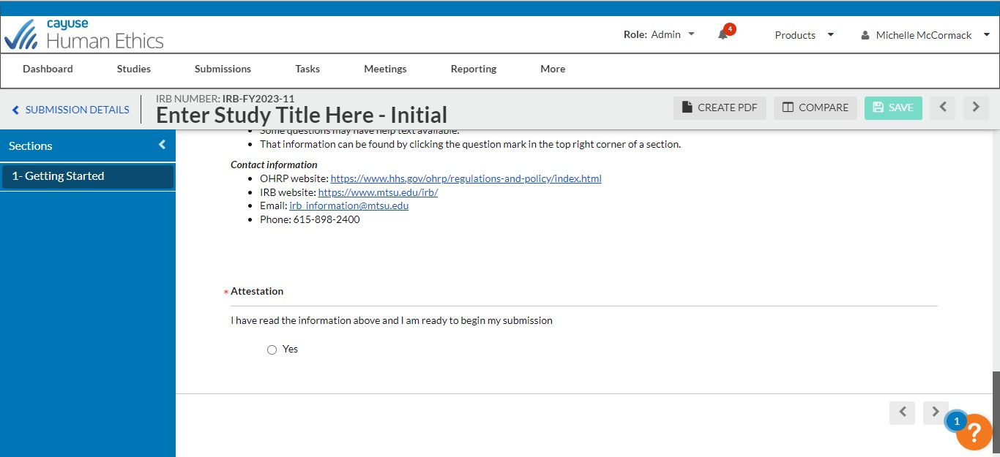 cayuse
Human Ethics
Role: Admin
4
Products
Michelle McCormack
Dashboard
Studies
Submissions
Tasks
Meetings
Reporting
More
SUBMISSION DETAILS
IRB NUMBER: IRB-FY2023-11
Enter Study Title Here - Initial
CREATE PDF
COMPARE
SAVE
Sections
1- Getting Started
Some questions may have help text available.
That information can be found by clicking the question mark in the top right corner of a section.
Contact information
OHRP website: https://www.hhs.gov/ohrp/regulations-and-policy/index.html
IRB website: https://www.mtsu.edu/irb/
Email: irb_information@mtsu.edu
Phone: 615-898-2400
* Attestation
I have read the information above and I am ready to begin my submission
Yes
1
?